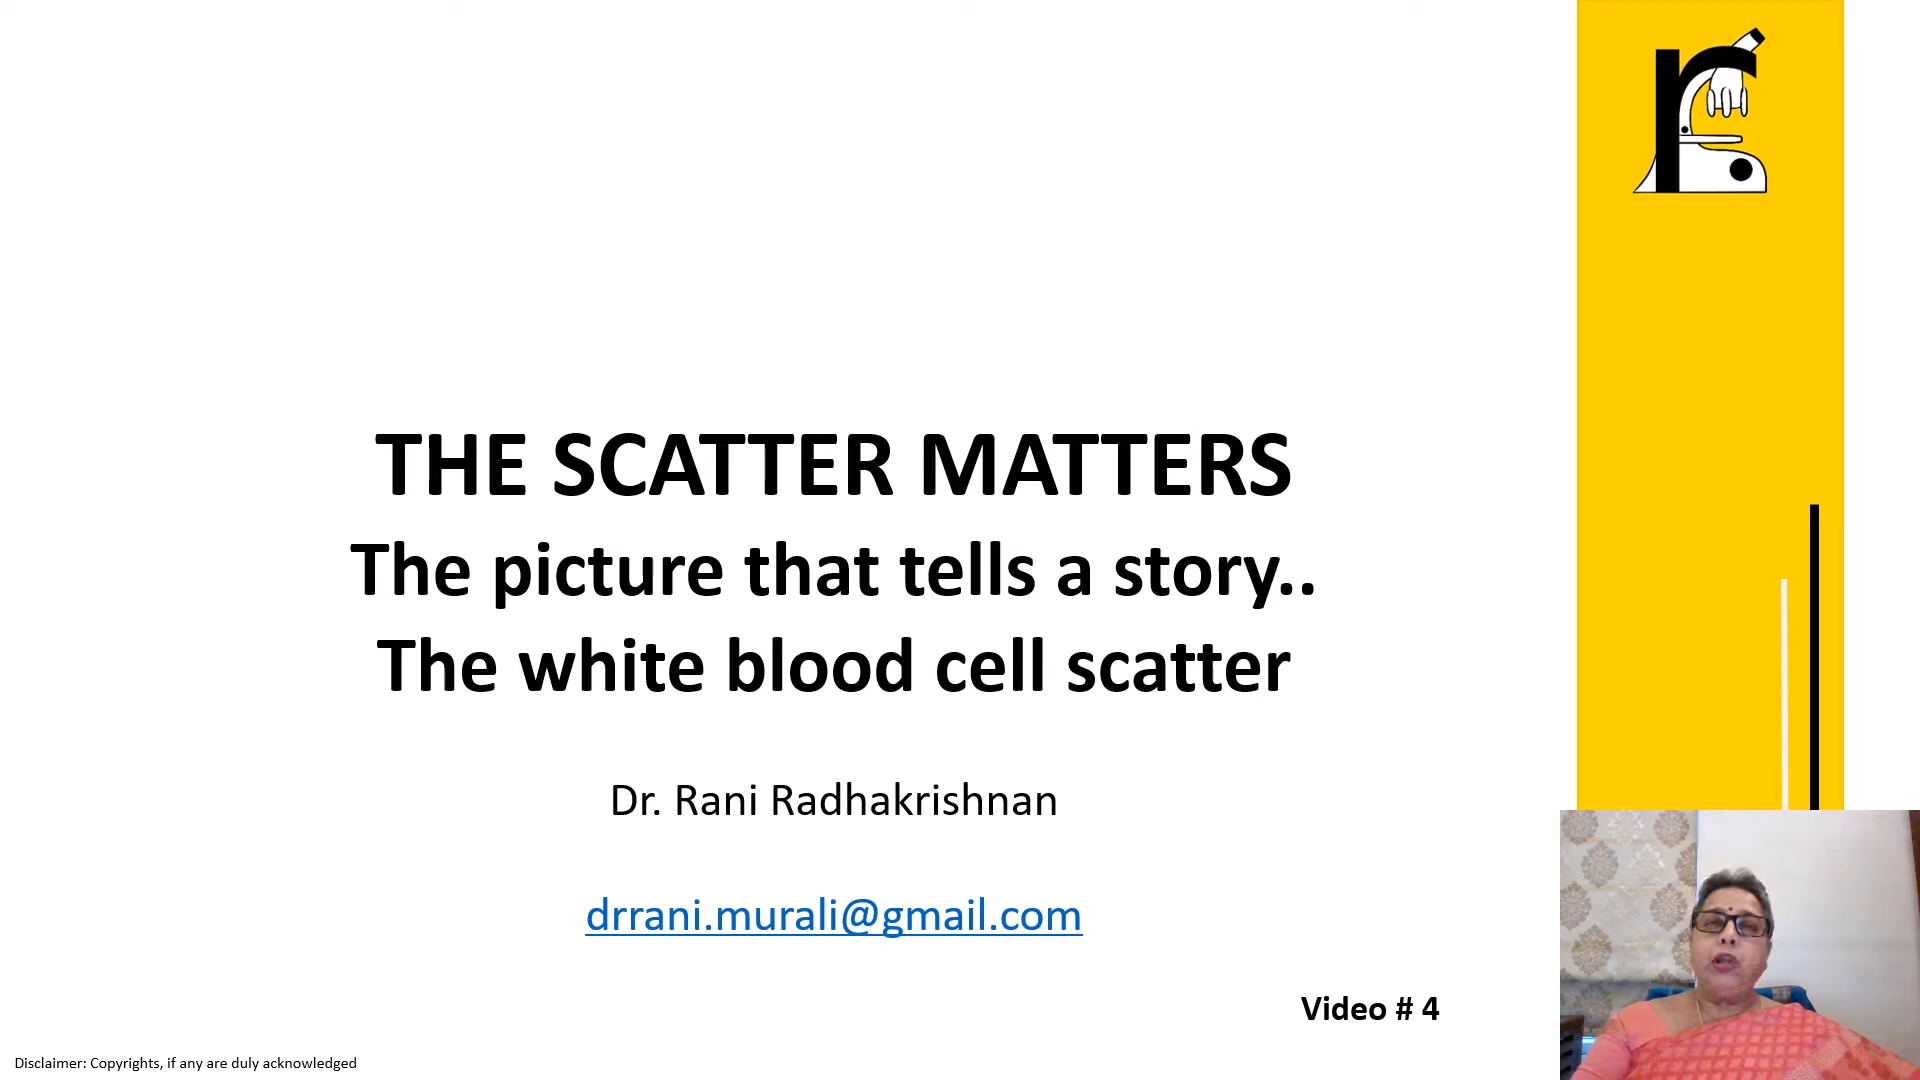 THE SCATTER MATTERS
The picture that tells a story..
The white blood cell scatter
Dr. Rani Radhakrishnan
drrani.murali@gmail.com
Video # 4
Disclaimer: Copyrights, if any are duly acknowledged